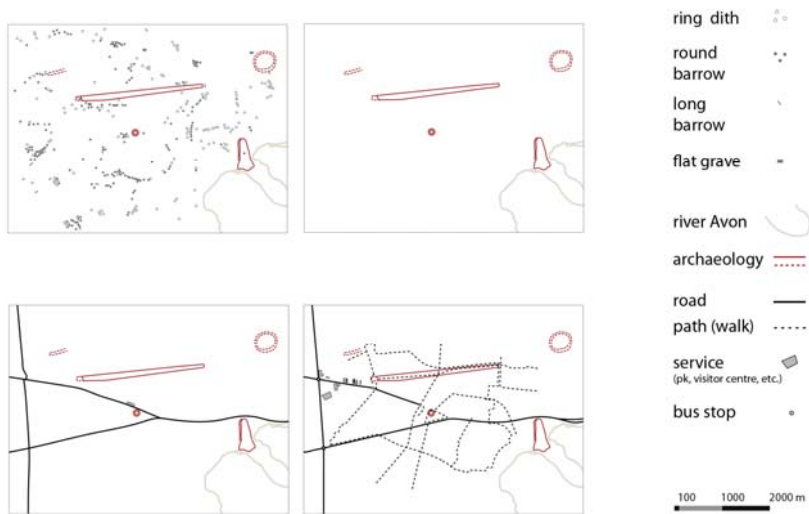 ring dith
round
barrow
long
barrow
flat grave
river Avon
archaeology
road
path (walk)
service
(pk, visitor centre, etc.)
bus stop
100 1000 2000 m